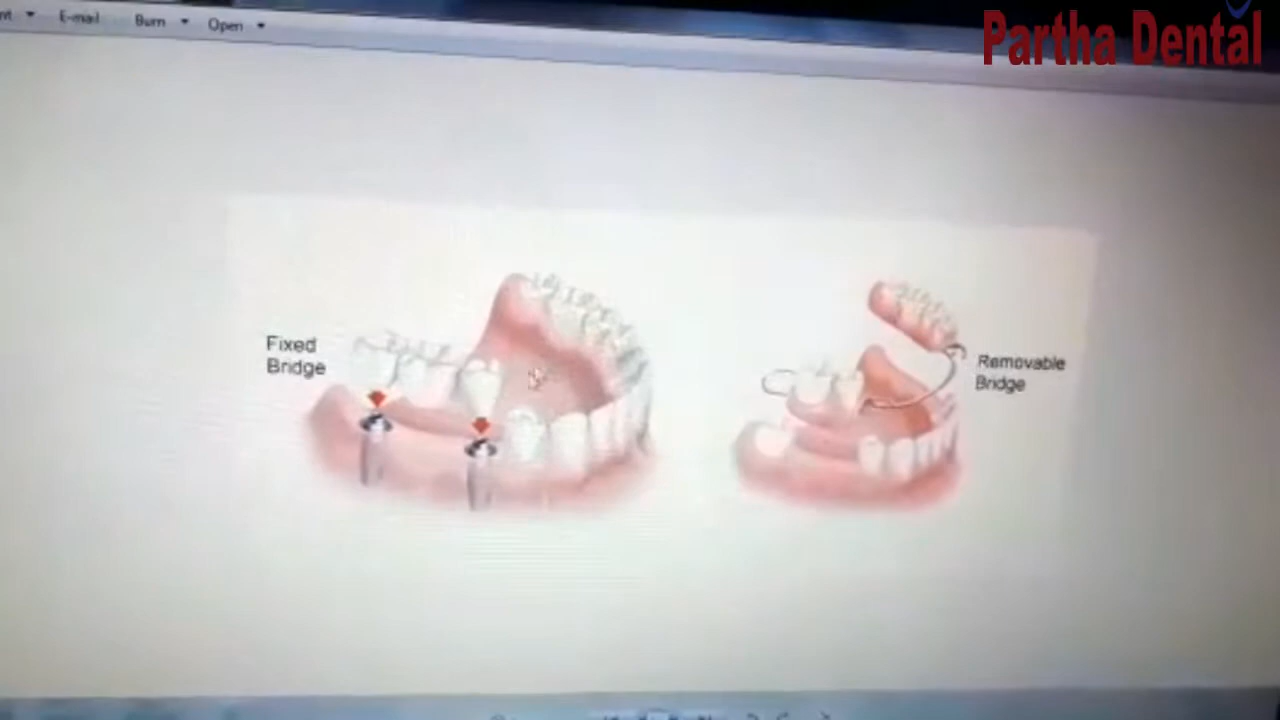 E-mail Burn Open
Partha Dental
Fixed
Bridge
Removable
Bridge